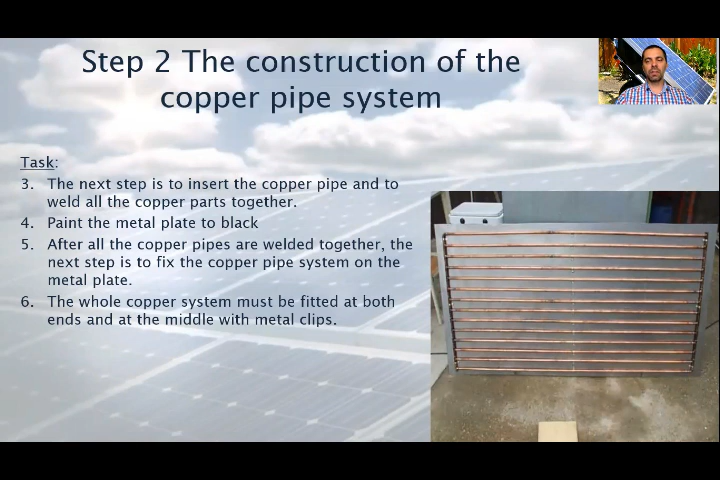 Step 2 The construction of the
copper pipe system
Task:
3. The next step is to insert the copper pipe and to
weld all the copper parts together.
4. Paint the metal plate to black
5. After all the copper pipes are welded together, the
next step is to fix the copper pipe system on the
metal plate.
6. The whole copper system must be fitted at both
ends and at the middle with metal clips.